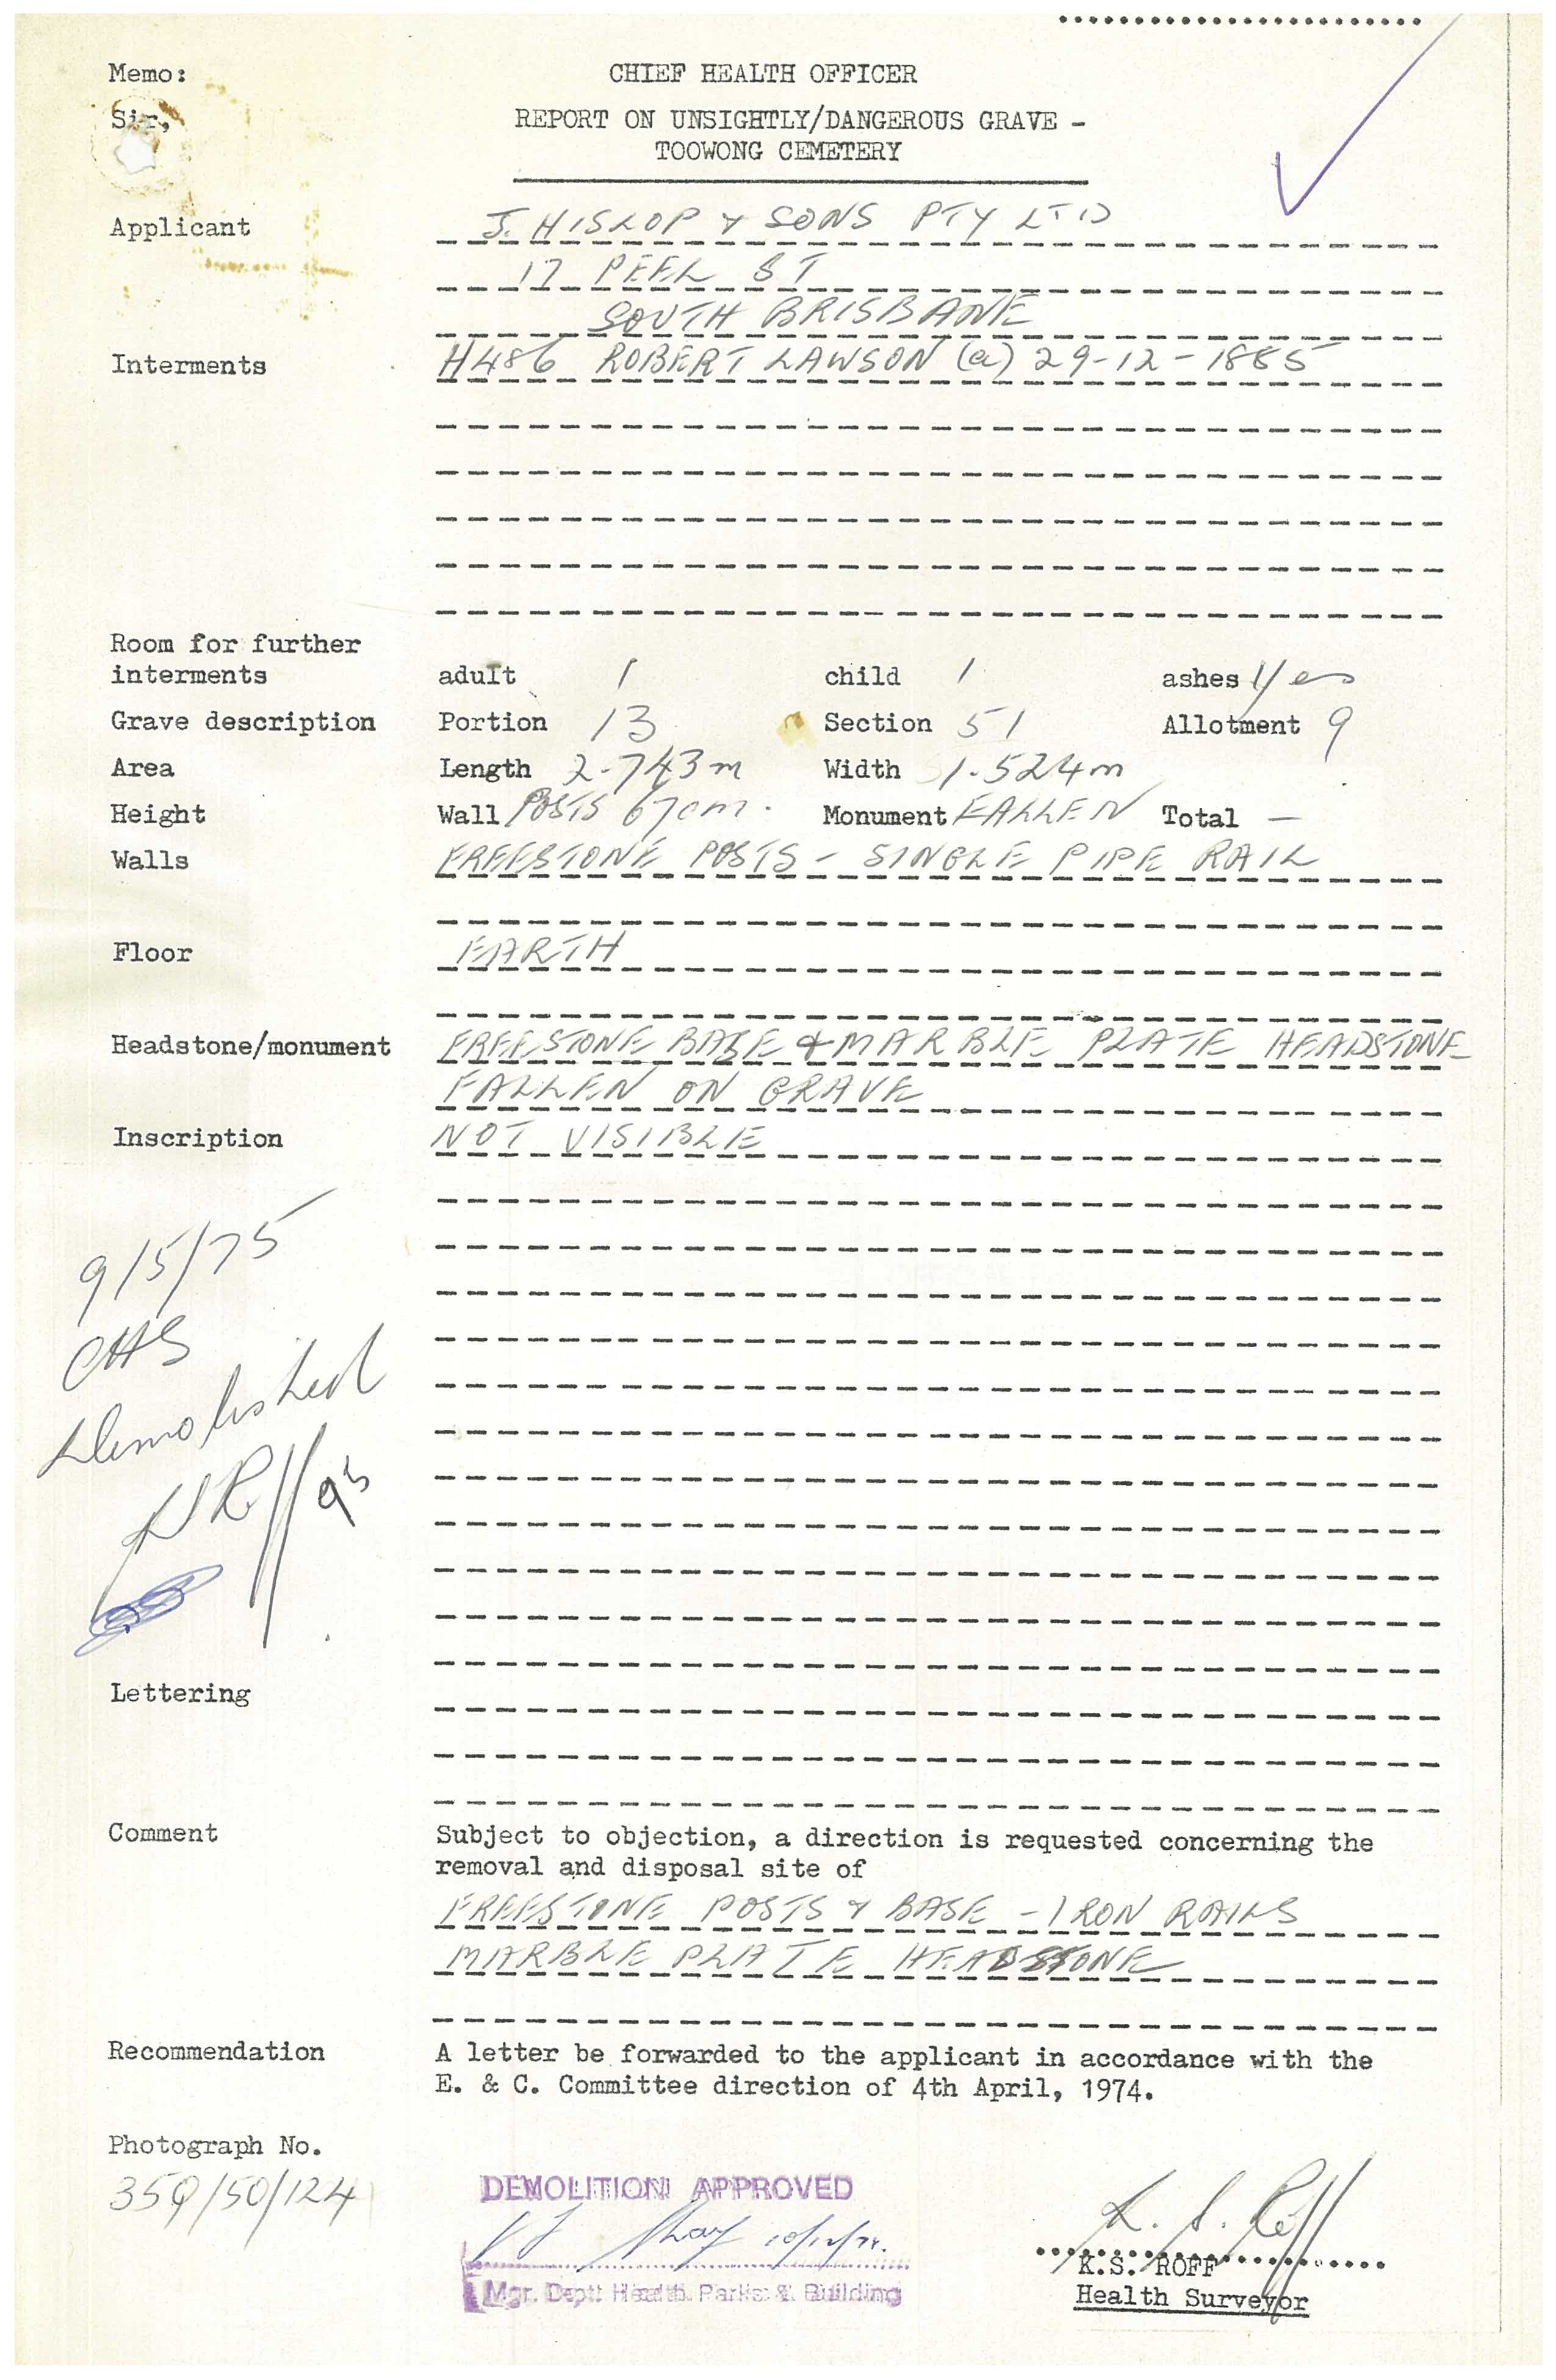 Memo:
CHIEF HEALTH OFFICER
Sir,
REPORT ON UNSIGHTLY/DANGEROUS GRAVE -
TOOWONG CEMETERY
Applicant J. HISLOP & SONS PTY LTD
17 PEEL ST
SOUTH BRISBANE
Interments H486 ROBERT LAWSON (a) 29-12-1885
Room for further
interments adult 1 child 1 ashes Yes
Grave description Portion 13 Section 51 Allotment 9
Area Length 2.743m Width 1.524m
Height Wall POSTS 67cm. Monument FALLEN Total —
Walls FREESTONE POSTS - SINGLE PIPE RAIL
Floor EARTH
Headstone/monument FREESTONE BASE & MARBLE PLATE HEADSTONE
FALLEN ON GRAVE
Inscription NOT VISIBLE
9/5/75
CHS
Demolished
Roff 9/5
Lettering
Comment Subject to objection, a direction is requested concerning the
removal and disposal site of
FREESTONE POSTS & BASE - IRON RAILS
MARBLE PLATE HEADSTONE
Recommendation A letter be forwarded to the applicant in accordance with the
E. & C. Committee direction of 4th April, 1974.
Photograph No.
35Q/50/124
DEMOLITION APPROVED
10/12/74.
Mgr. Dept. Health. Parks & Building
K. S. Roff
K.S. ROFF
Health Surveyor